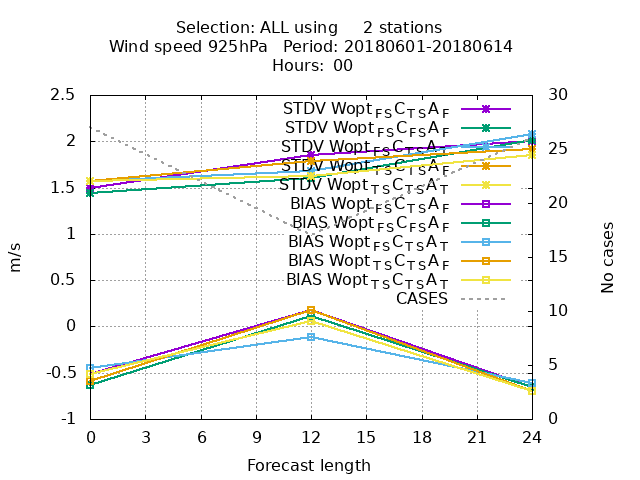 Selection: ALL using     2 stations
Wind speed 925hPa   Period: 20180601-20180614
Hours:  00
2.5
2
1.5
1
0.5
0
-0.5
-1
m/s
30
25
20
15
10
5
0
No cases
STDV Wopt FS C TS A F
STDV Wopt FS C FS A F
STDV Wopt FS C TS A T
STDV Wopt TS C TS A F
STDV Wopt TS C TS A T
BIAS Wopt FS C TS A F
BIAS Wopt FS C FS A F
BIAS Wopt FS C TS A T
BIAS Wopt TS C TS A F
BIAS Wopt TS C TS A T
CASES
0 3 6 9 12 15 18 21 24
Forecast length